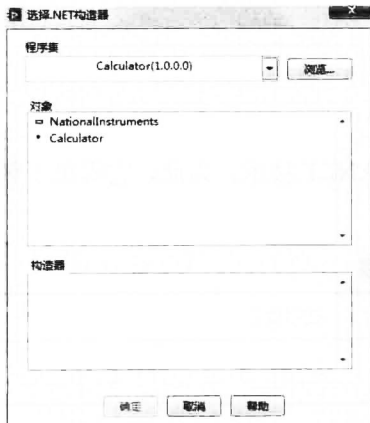 选择.NET构造器
程序集
Calculator(1.0.0.0)
浏览...
对象
NationalInstruments
Calculator
构造器
确定
取消
帮助